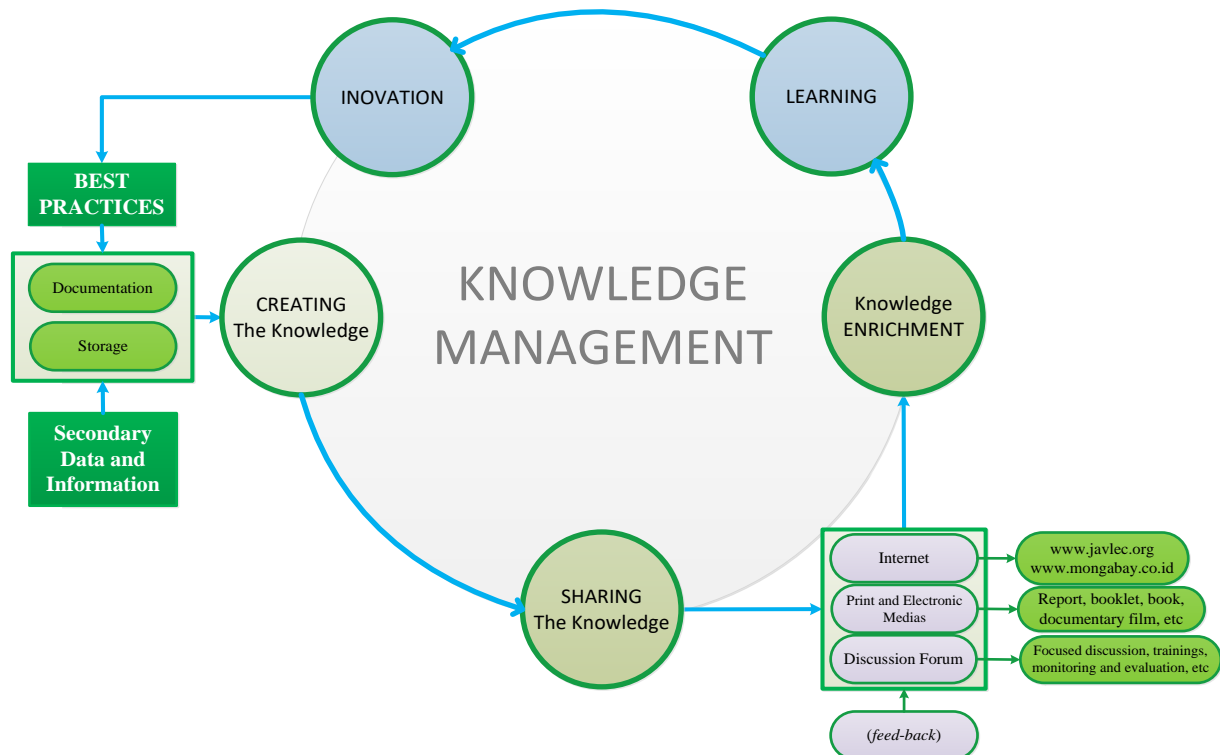 INOVATION
LEARNING
BEST
PRACTICES
Documentation
Storage
Secondary
Data and
Information
CREATING
The Knowledge
KNOWLEDGE
MANAGEMENT
Knowledge
ENRICHMENT
SHARING
The Knowledge
Internet
www.javlec.org
www.mongabay.co.id
Print and Electronic
Medias
Report, booklet, book,
documentary film, etc
Discussion Forum
Focused discussion, trainings,
monitoring and evaluation, etc
(feed-back)